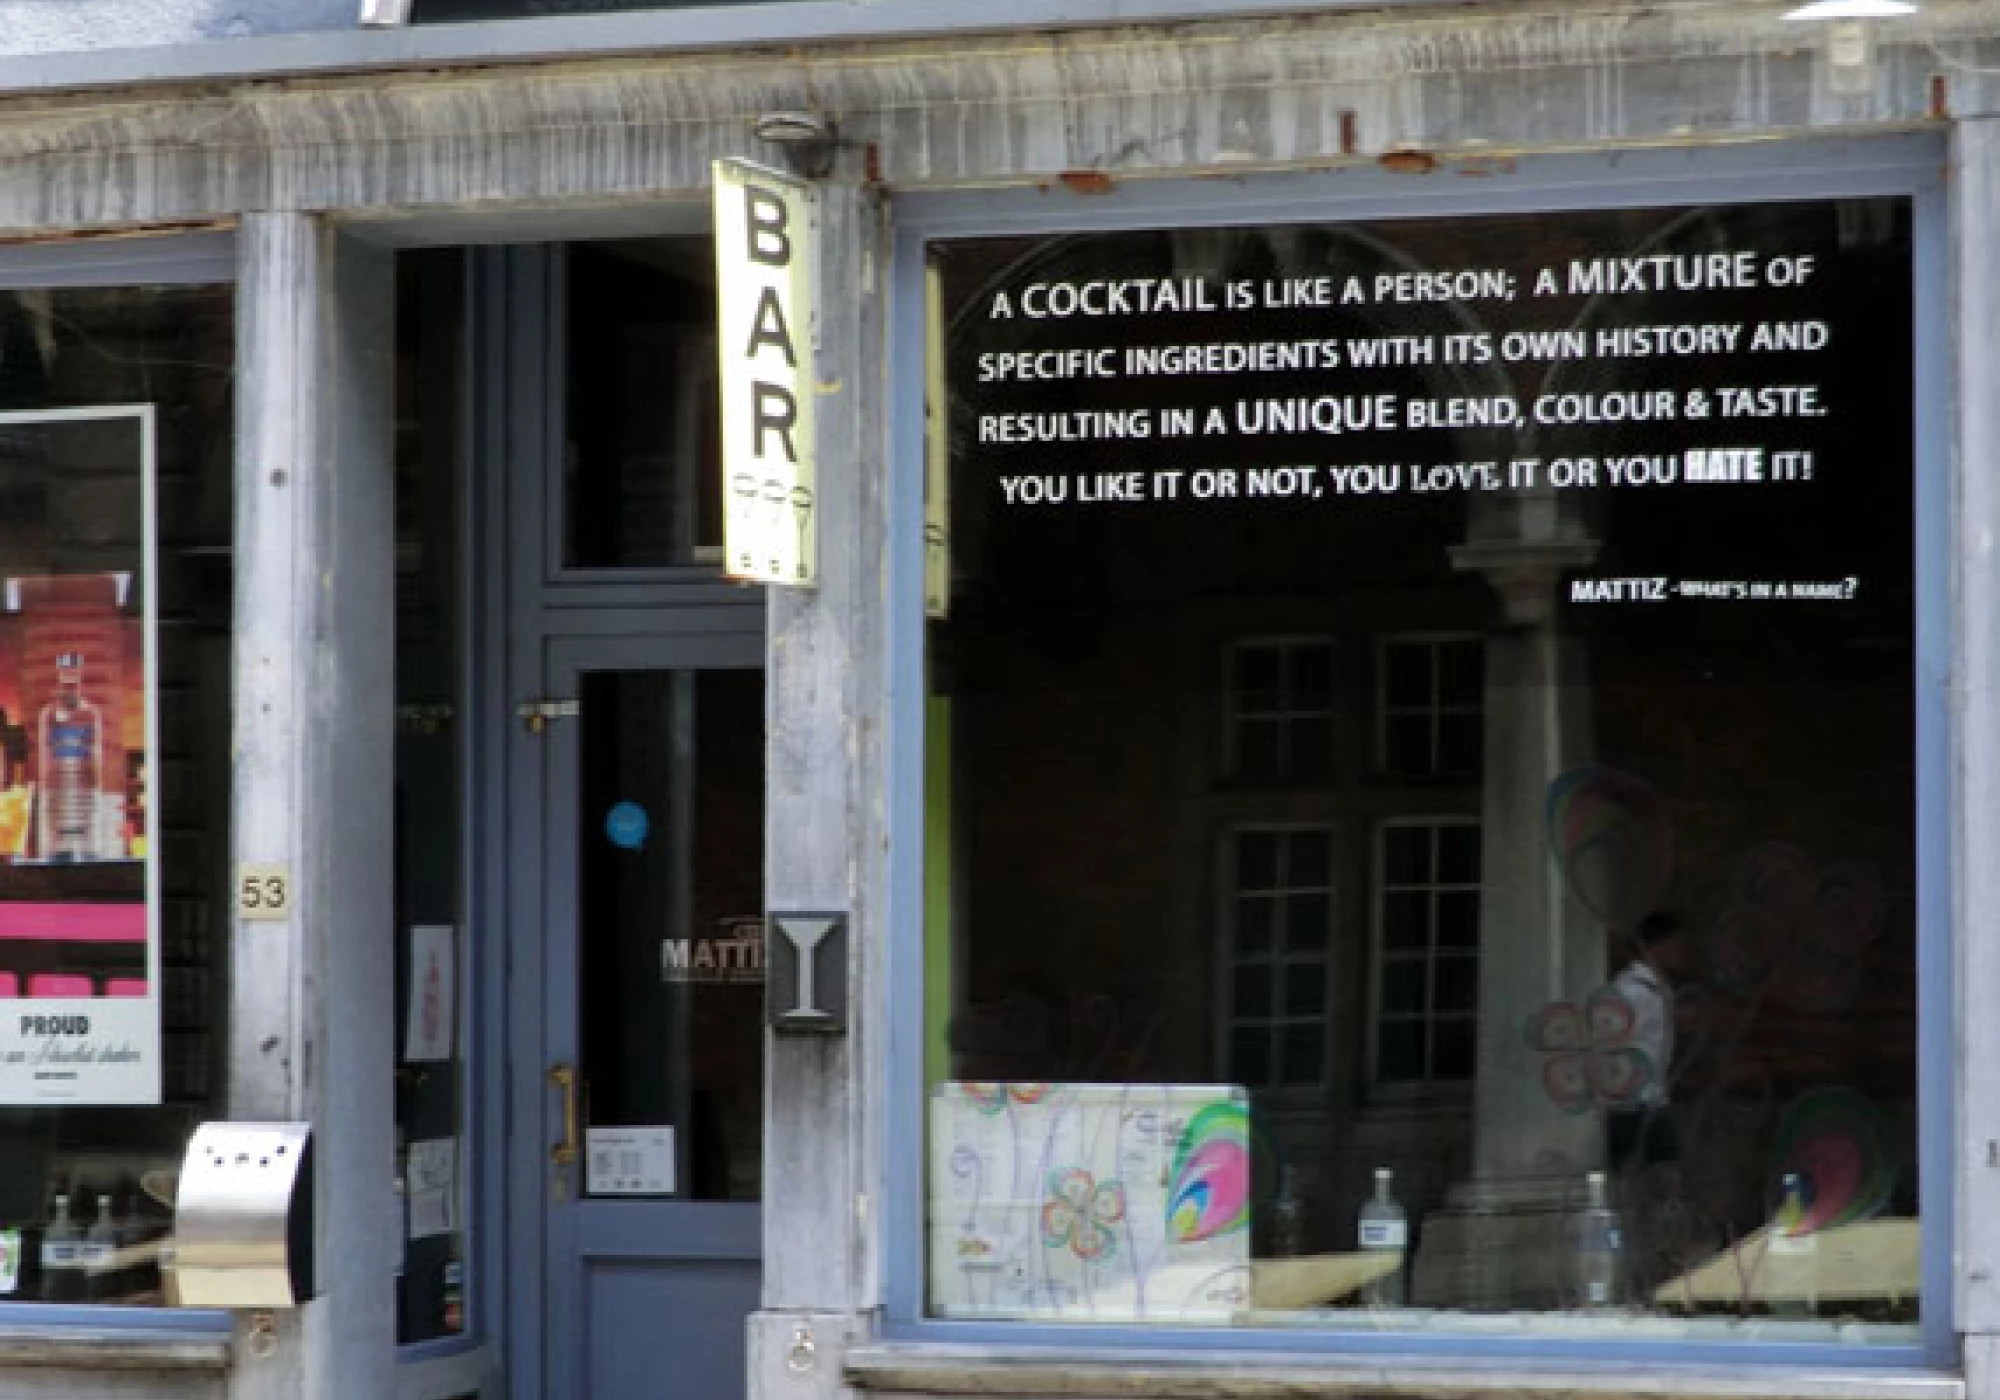 BAR
A COCKTAIL IS LIKE A PERSON; A MIXTURE OF
SPECIFIC INGREDIENTS WITH ITS OWN HISTORY AND
RESULTING IN A UNIQUE BLEND, COLOUR & TASTE.
YOU LIKE IT OR NOT, YOU LOVE IT OR YOU HATE IT!
MATTIZ - WHAT'S IN A NAME?
53
PROUD